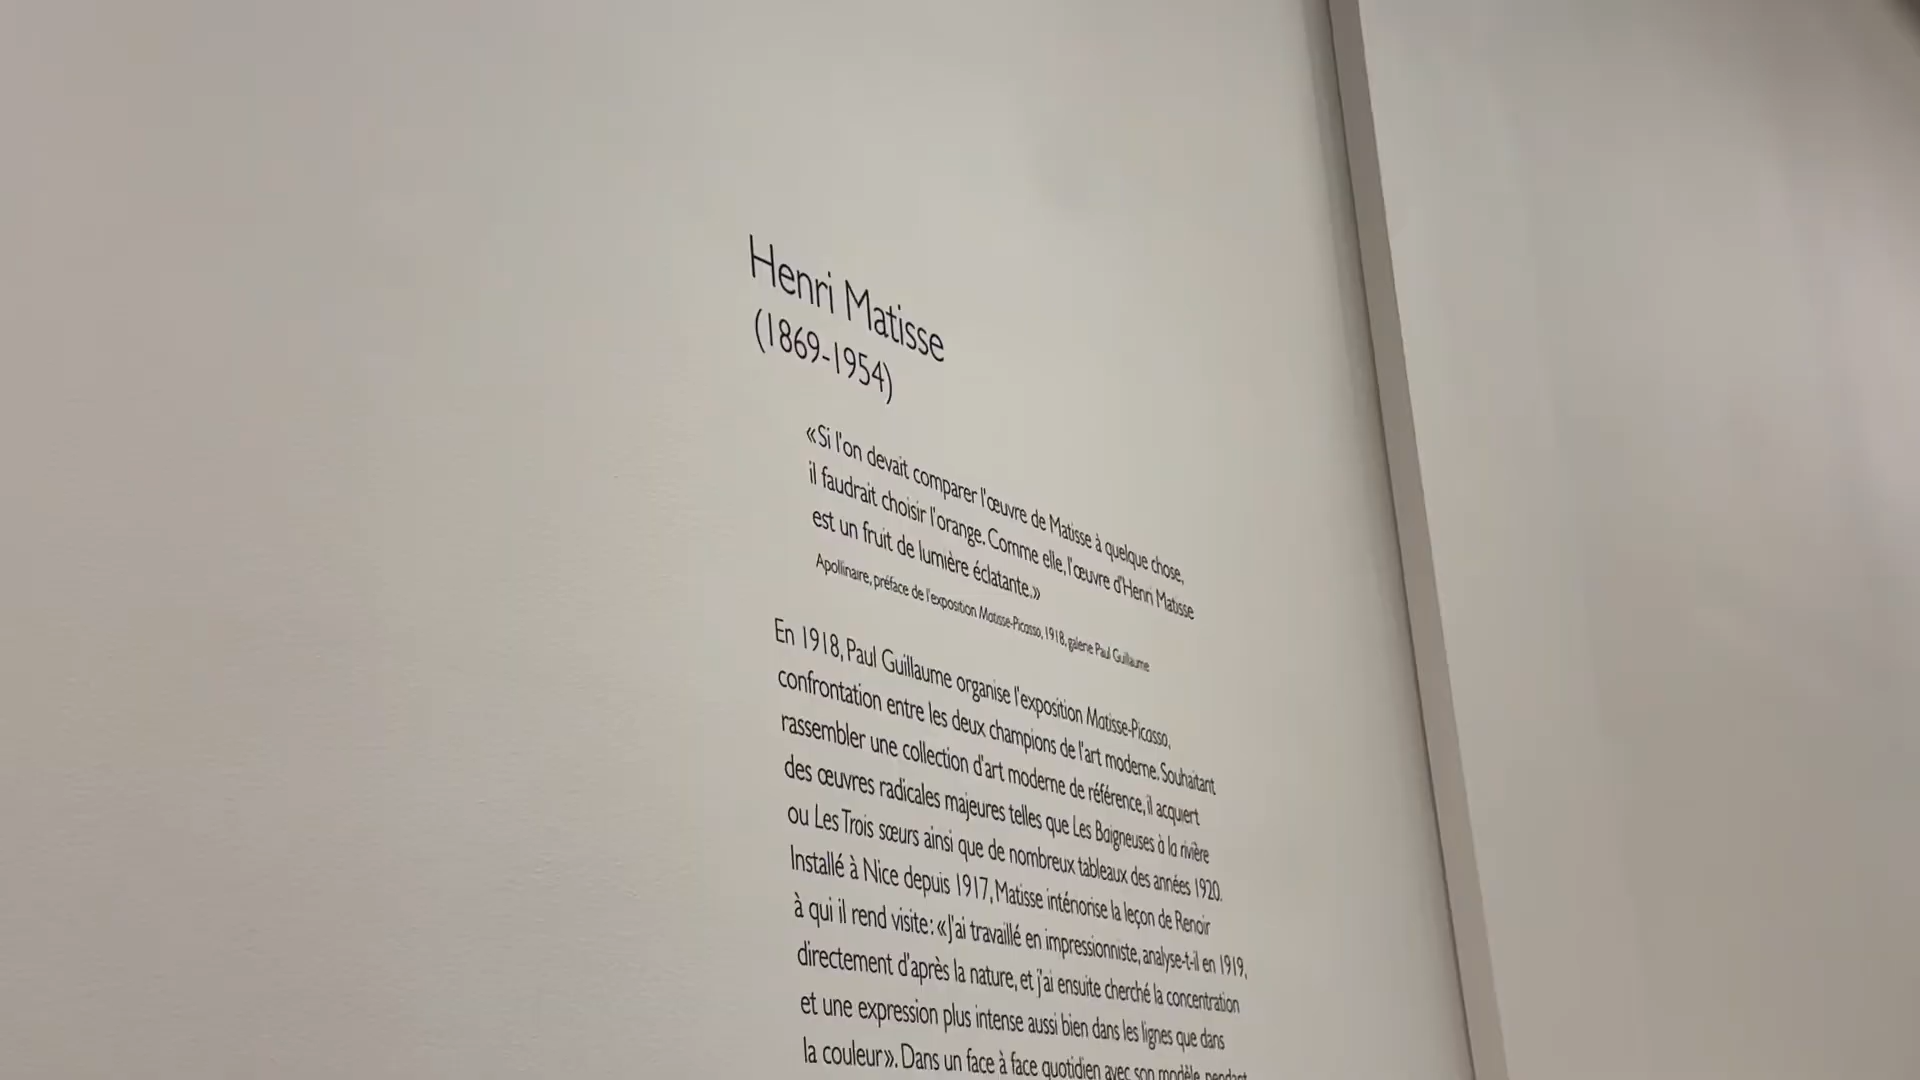 Henri Matisse
(1869-1954)
«Si l'on devait comparer l'œuvre de Matisse à quelque chose,
il faudrait choisir l'orange. Comme elle, l'œuvre d'Henri Matisse
est un fruit de lumière éclatante.»
Apollinaire, préface de l'exposition Matisse-Picasso, 1918, galerie Paul Guillaume
En 1918, Paul Guillaume organise l'exposition Matisse-Picasso,
confrontation entre les deux champions de l'art moderne. Souhaitant
rassembler une collection d'art moderne de référence, il acquiert
des œuvres radicales majeures telles que Les Baigneuses à la rivière
ou Les Trois sœurs ainsi que de nombreux tableaux des années 1920.
Installé à Nice depuis 1917, Matisse intériorise la leçon de Renoir
à qui il rend visite : «J'ai travaillé en impressionniste, analyse-t-il en 1919,
directement d'après la nature, et j'ai ensuite cherché la concentration
et une expression plus intense aussi bien dans les lignes que dans
la couleur». Dans un face à face quotidien avec son modèle pendant